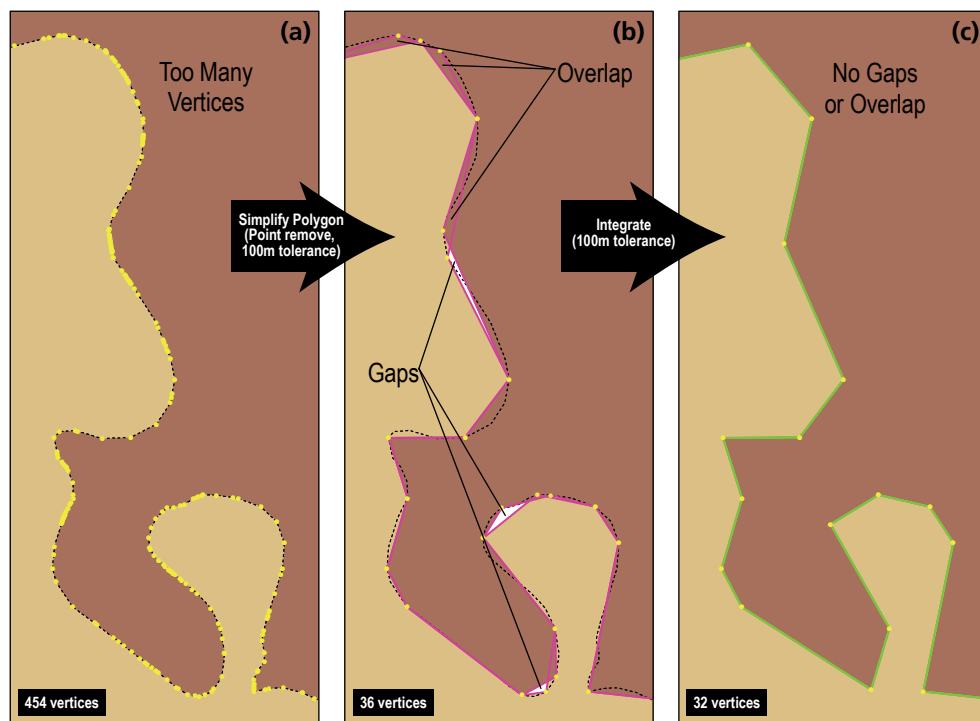 (a)
Too Many
Vertices
454 vertices
Simplify Polygon
(Point remove,
100m tolerance)
(b)
Overlap
Gaps
36 vertices
Integrate
(100m tolerance)
(c)
No Gaps
or Overlap
32 vertices